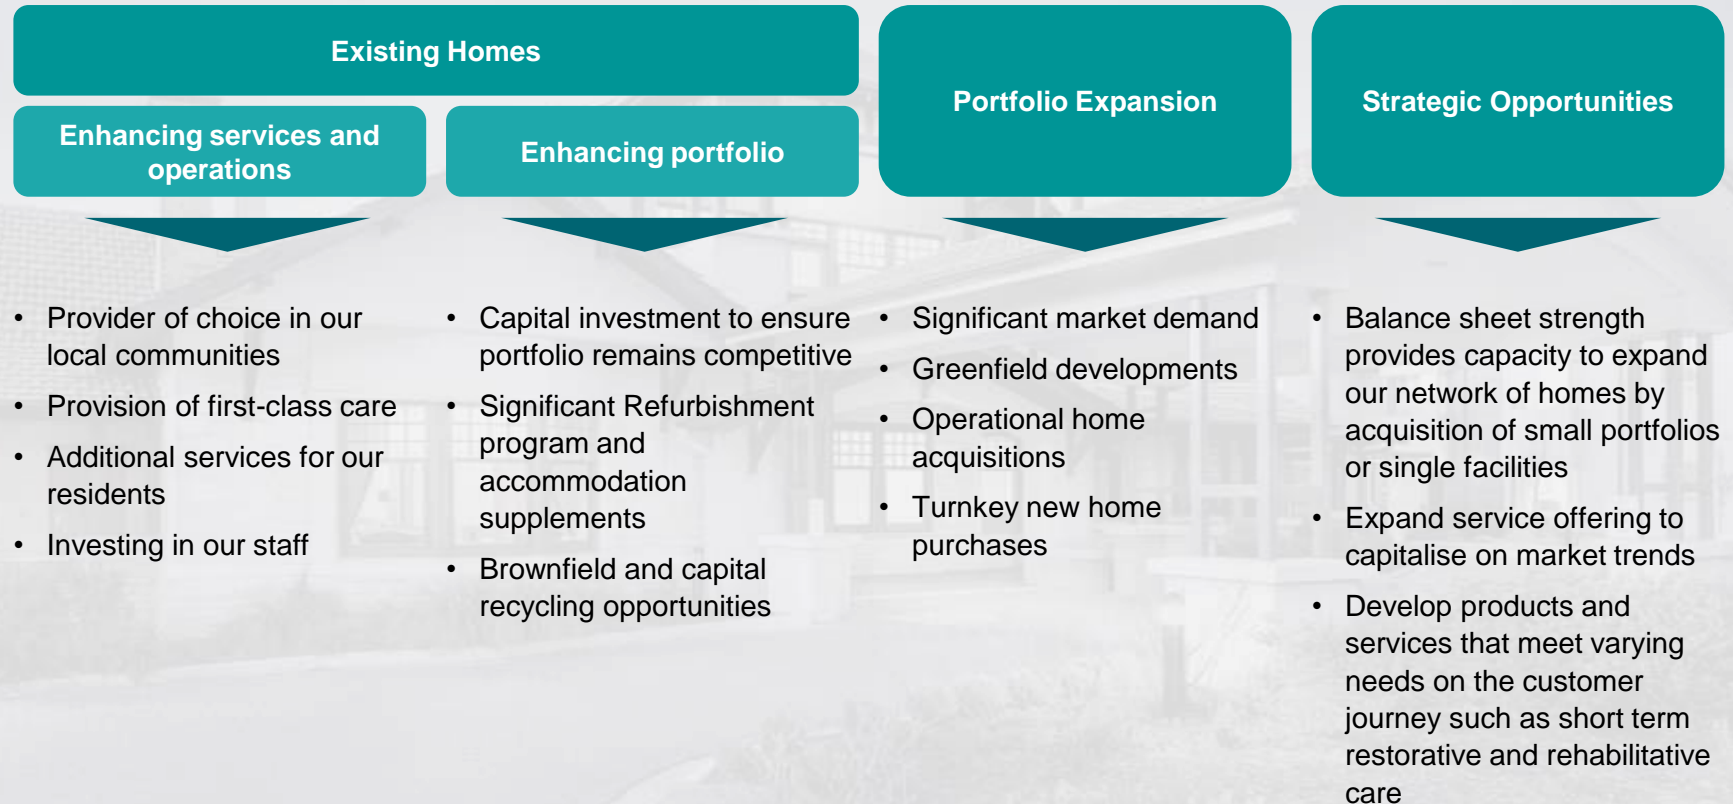 Existing Homes
Enhancing services and
operations
Enhancing portfolio
Portfolio Expansion
Strategic Opportunities
• Provider of choice in our
local communities
• Provision of first-class care
• Additional services for our
residents
• Investing in our staff
• Capital investment to ensure
portfolio remains competitive
• Significant Refurbishment
program and
accommodation
supplements
• Brownfield and capital
recycling opportunities
• Significant market demand
• Greenfield developments
• Operational home
acquisitions
• Turnkey new home
purchases
• Balance sheet strength
provides capacity to expand
our network of homes by
acquisition of small portfolios
or single facilities
• Expand service offering to
capitalise on market trends
• Develop products and
services that meet varying
needs on the customer
journey such as short term
restorative and rehabilitative
care